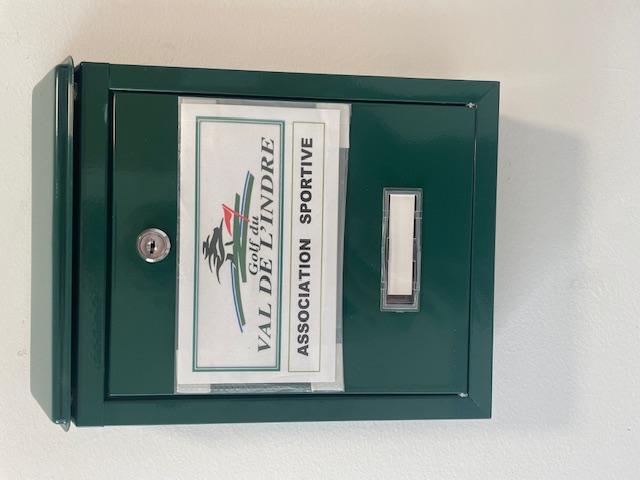 Golf du
VAL DE L'INDRE
ASSOCIATION SPORTIVE